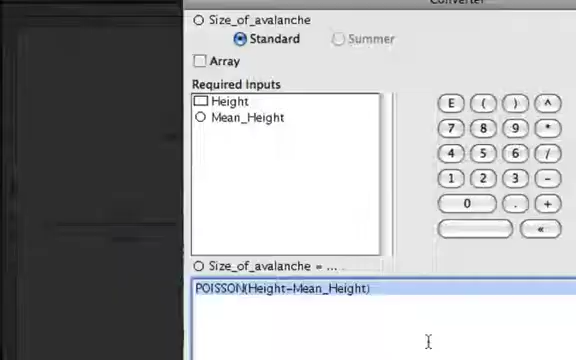 Converter
Size_of_avalanche
Standard Summer
Array
Required Inputs
Height
Mean_Height
E ( ) ^
7 8 9 *
4 5 6 /
1 2 3 -
0 . +
«
Size_of_avalanche = ...
POISSON(Height-Mean_Height)